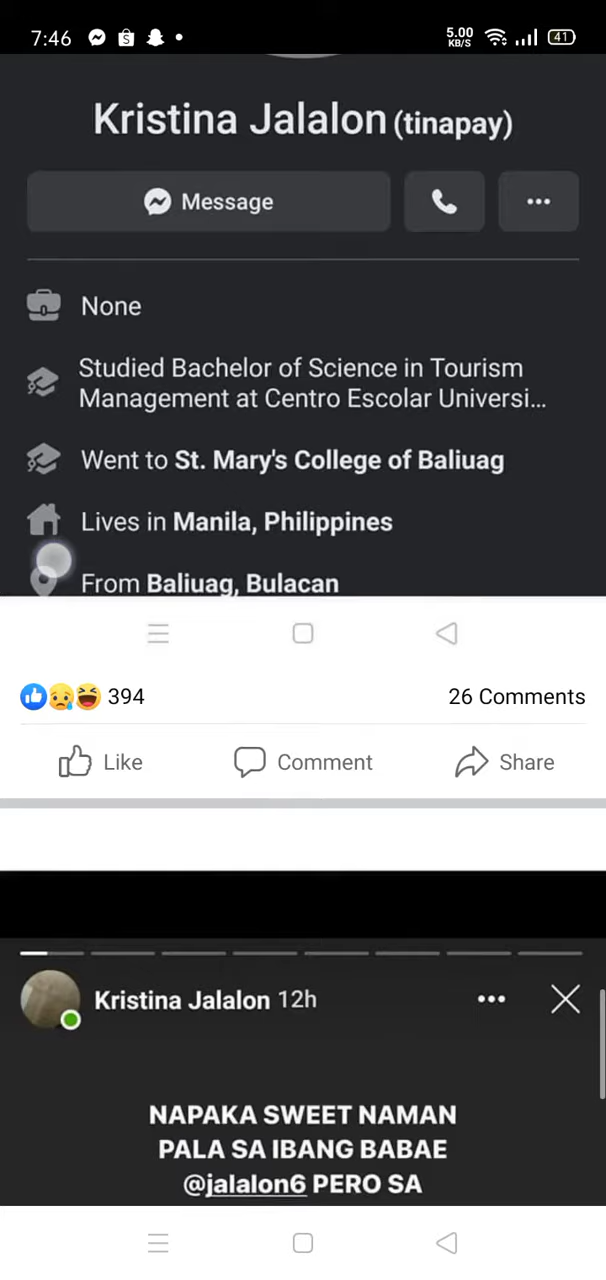 7:46
5.00
KB/S
41
Kristina Jalalon (tinapay)
Message
None
Studied Bachelor of Science in Tourism
Management at Centro Escolar Universi...
Went to St. Mary's College of Baliuag
Lives in Manila, Philippines
From Baliuag, Bulacan
394
26 Comments
Like
Comment
Share
Kristina Jalalon 12h
NAPAKA SWEET NAMAN
PALA SA IBANG BABAE
@jalalon6 PERO SA